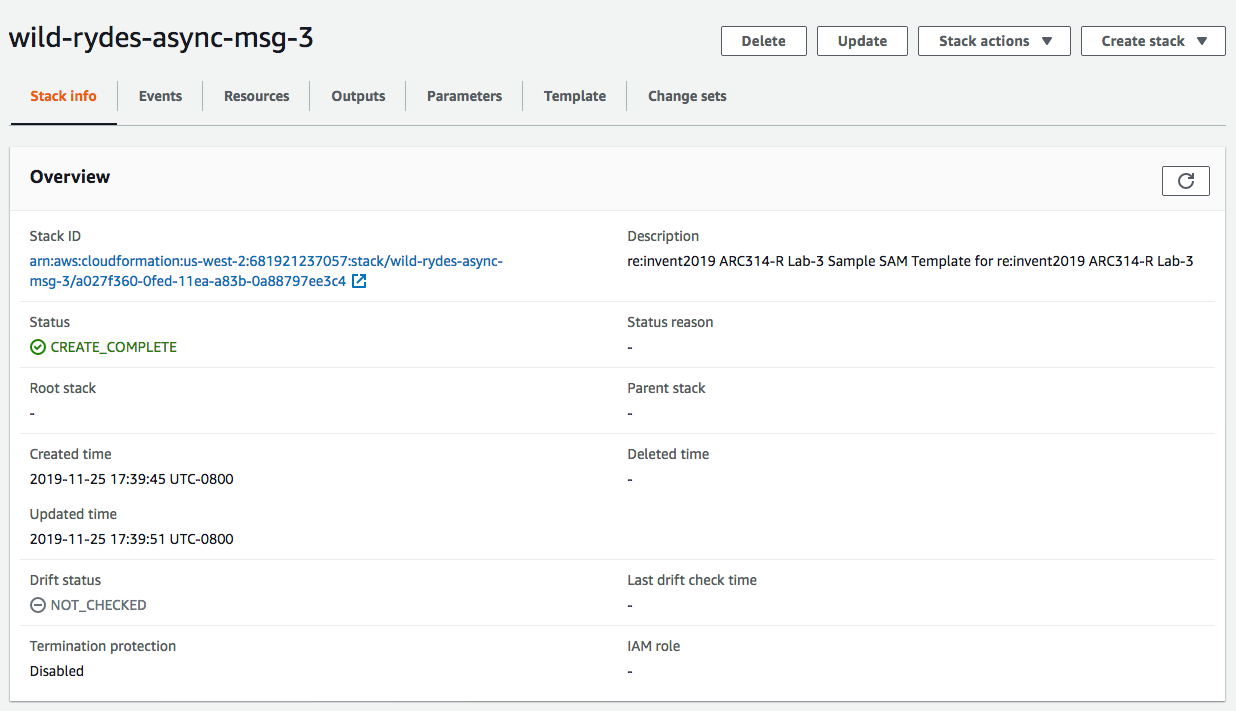 wild-rydes-async-msg-3
Delete
Update
Stack actions
Create stack
Stack info
Events
Resources
Outputs
Parameters
Template
Change sets
Overview
Stack ID
arn:aws:cloudformation:us-west-2:681921237057:stack/wild-rydes-async-
msg-3/a027f360-0fed-11ea-a83b-0a88797ee3c4
Description
re:invent2019 ARC314-R Lab-3 Sample SAM Template for re:invent2019 ARC314-R Lab-3
Status
CREATE_COMPLETE
Status reason
-
Root stack
-
Parent stack
-
Created time
2019-11-25 17:39:45 UTC-0800
Deleted time
-
Updated time
2019-11-25 17:39:51 UTC-0800
Drift status
NOT_CHECKED
Last drift check time
-
Termination protection
Disabled
IAM role
-